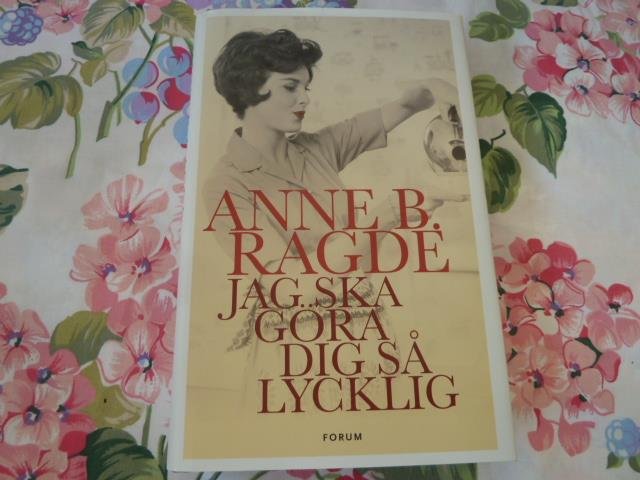 ANNE B.
RAGDE
JAG SKA
GÖRA
DIG SÅ
LYCKLIG
FORUM